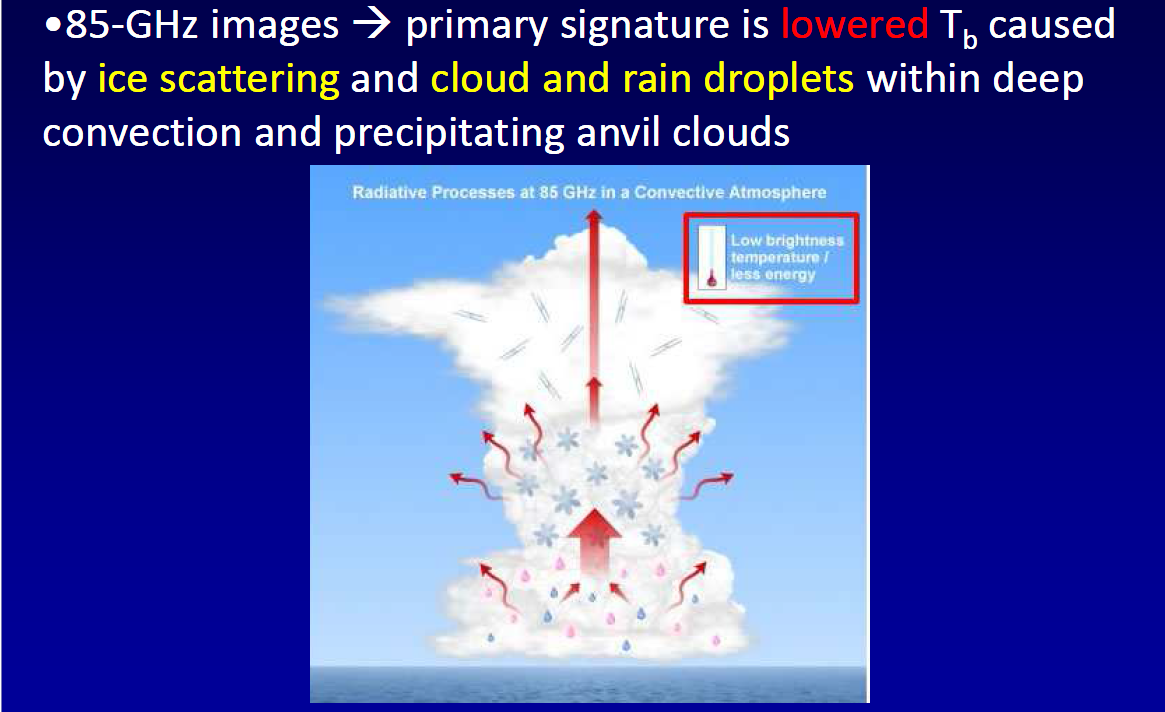 •85-GHz images → primary signature is lowered Tb caused
by ice scattering and cloud and rain droplets within deep
convection and precipitating anvil clouds
Radiative Processes at 85 GHz in a Convective Atmosphere
Low brightness
temperature /
less energy